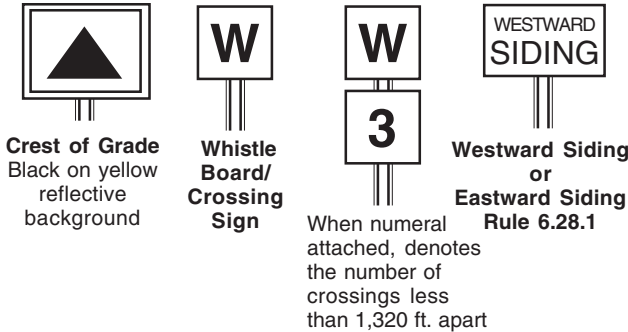 W
W
3
WESTWARD
SIDING
Crest of Grade
Black on yellow
reflective
background
Whistle
Board/
Crossing
Sign
When numeral
attached, denotes
the number of
crossings less
than 1,320 ft. apart
Westward Siding
or
Eastward Siding
Rule 6.28.1